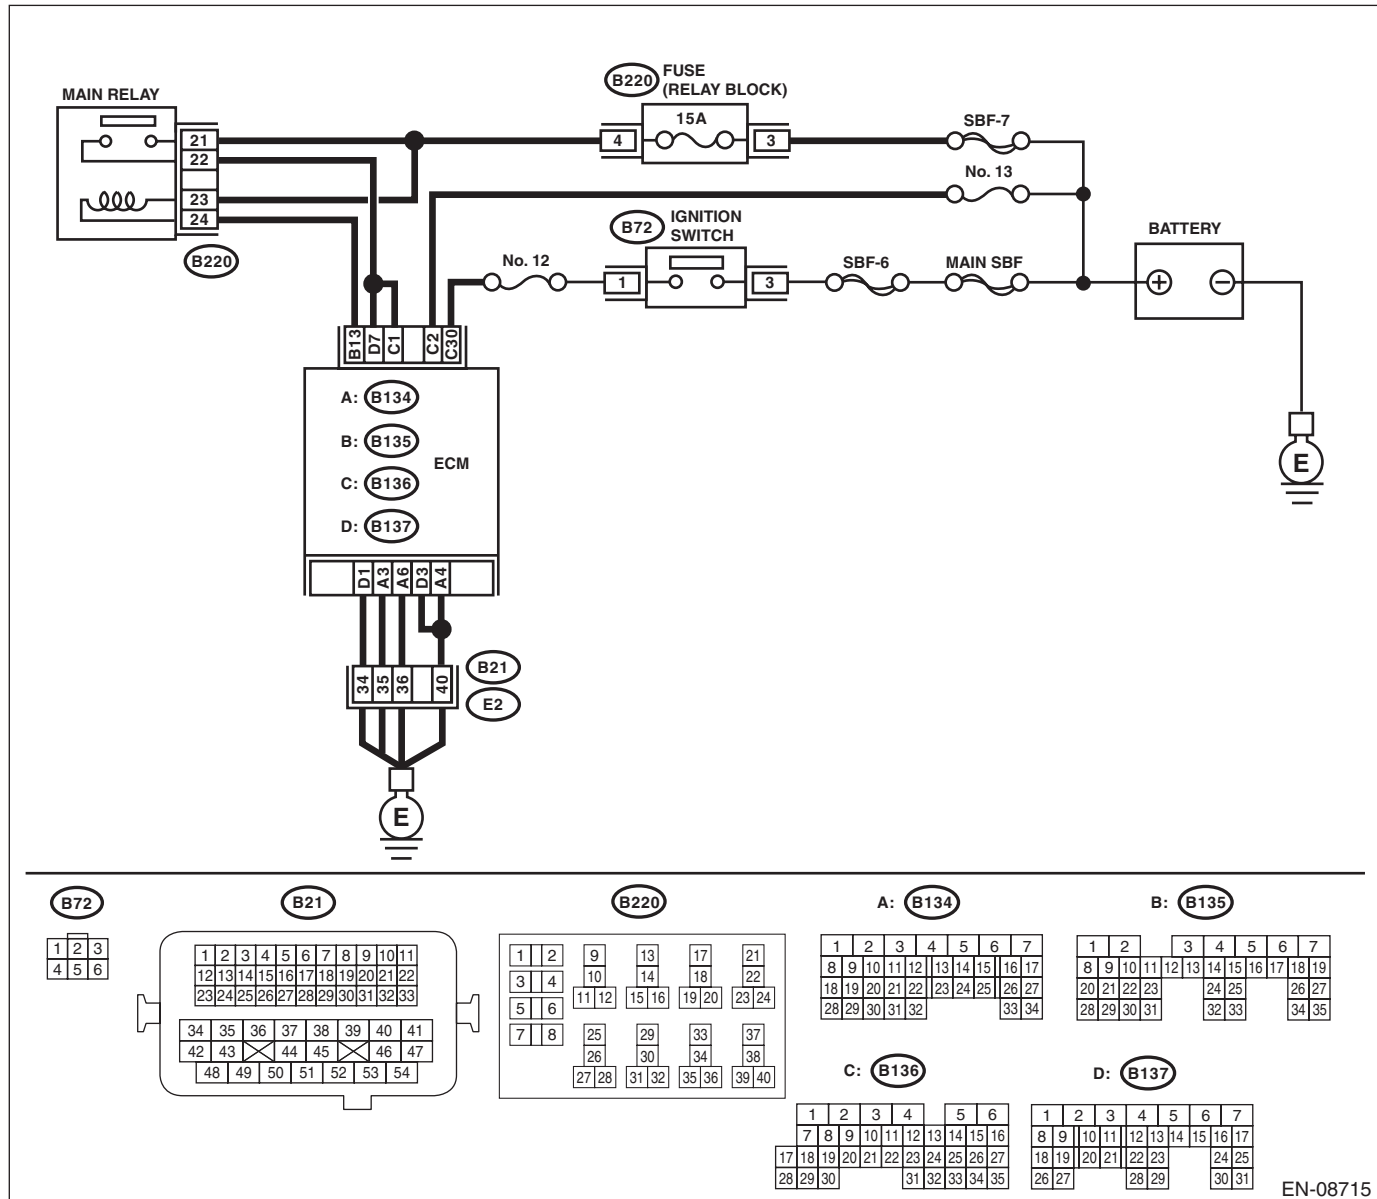 B220 FUSE
(RELAY BLOCK)
MAIN RELAY
15A
SBF-7
21
4
3
22
No. 13
23
B72 IGNITION
SWITCH
24
BATTERY
B220
No. 12
SBF-6
MAIN SBF
1
3
+
−
B13 D7 C1 C2 C30
A: B134
B: B135
ECM
C: B136
D: B137
E
D1 A3 A6 D3 A4
B21
34 35 36 40
E2
E
B72
1 2 3
4 5 6
B21
1 2 3 4 5 6 7 8 9 10 11
12 13 14 15 16 17 18 19 20 21 22
23 24 25 26 27 28 29 30 31 32 33
34 35 36 37 38 39 40 41
42 43 44 45 46 47
48 49 50 51 52 53 54
B220
1 2 9 13 17 21
3 4 10 14 18 22
11 12 15 16 19 20 23 24
5 6
7 8 25 29 33 37
26 30 34 38
27 28 31 32 35 36 39 40
A: B134
1 2 3 4 5 6 7
8 9 10 11 12 13 14 15 16 17
18 19 20 21 22 23 24 25 26 27
28 29 30 31 32 33 34
B: B135
1 2 3 4 5 6 7
8 9 10 11 12 13 14 15 16 17 18 19
20 21 22 23 24 25 26 27
28 29 30 31 32 33 34 35
C: B136
1 2 3 4 5 6
7 8 9 10 11 12 13 14 15 16
17 18 19 20 21 22 23 24 25 26 27
28 29 30 31 32 33 34 35
D: B137
1 2 3 4 5 6 7
8 9 10 11 12 13 14 15 16 17
18 19 20 21 22 23 24 25
26 27 28 29 30 31
EN-08715